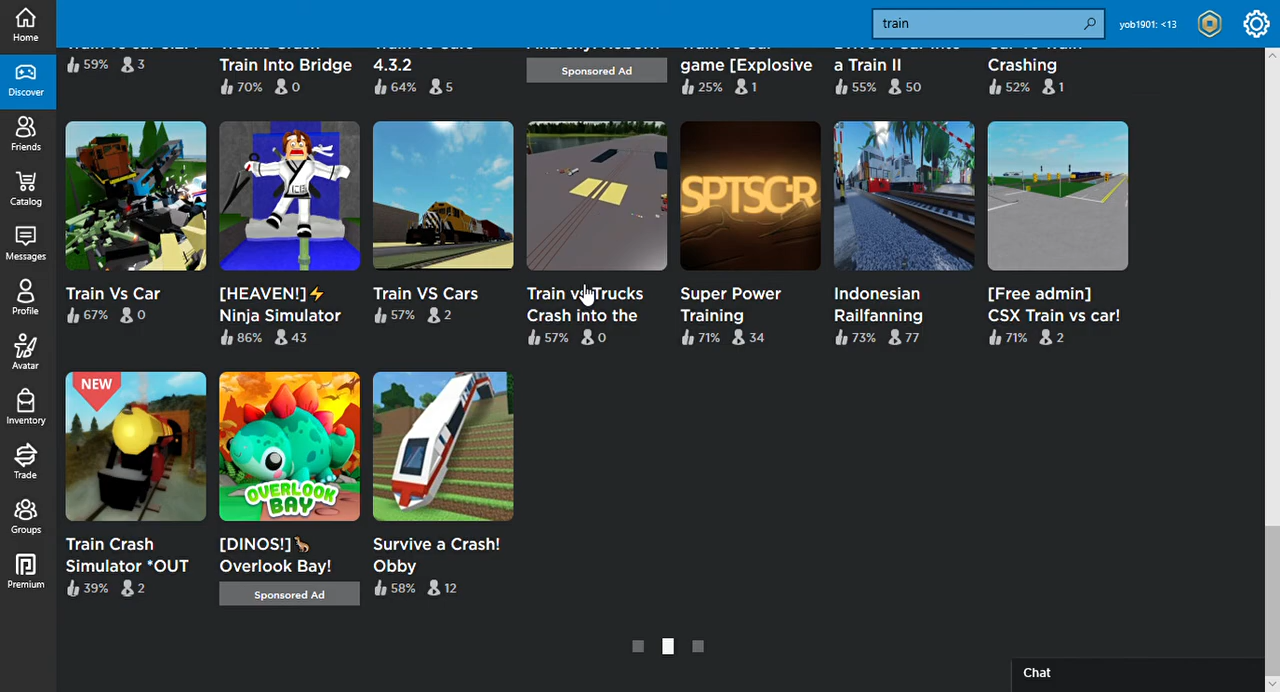 train
yob1901: <13
Home
Discover
Friends
Catalog
Messages
Profile
Avatar
Inventory
Trade
Groups
Premium
59% 3
Train Into Bridge
70% 0
4.3.2
64% 5
Sponsored Ad
game [Explosive
25% 1
a Train II
55% 50
Crashing
52% 1
Train Vs Car
67% 0
[HEAVEN!]⚡
Ninja Simulator
86% 43
Train VS Cars
57% 2
Train vs Trucks
Crash into the
57% 0
SPTSC:R
Super Power
Training
71% 34
Indonesian
Railfanning
73% 77
[Free admin]
CSX Train vs car!
71% 2
NEW
Train Crash
Simulator *OUT
39% 2
OVERLOOK
BAY
[DINOS!]🦕
Overlook Bay!
Sponsored Ad
Survive a Crash!
Obby
58% 12
Chat